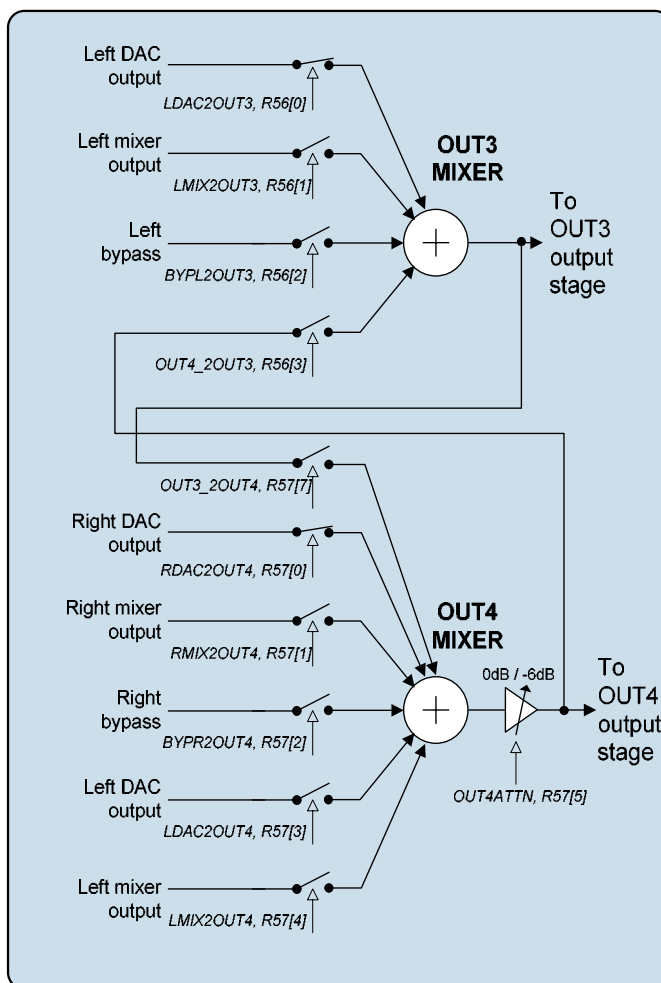 Left DAC
output
LDAC2OUT3, R56[0]
Left mixer
output
LMIX2OUT3, R56[1]
OUT3
MIXER
Left
bypass
BYPL2OUT3, R56[2]
To
OUT3
output
stage
OUT4_2OUT3, R56[3]
OUT3_2OUT4, R57[7]
Right DAC
output
RDAC2OUT4, R57[0]
Right mixer
output
RMIX2OUT4, R57[1]
OUT4
MIXER
0dB / -6dB
Right
bypass
BYPR2OUT4, R57[2]
To
OUT4
output
stage
OUT4ATTN, R57[5]
Left DAC
output
LDAC2OUT4, R57[3]
Left mixer
output
LMIX2OUT4, R57[4]